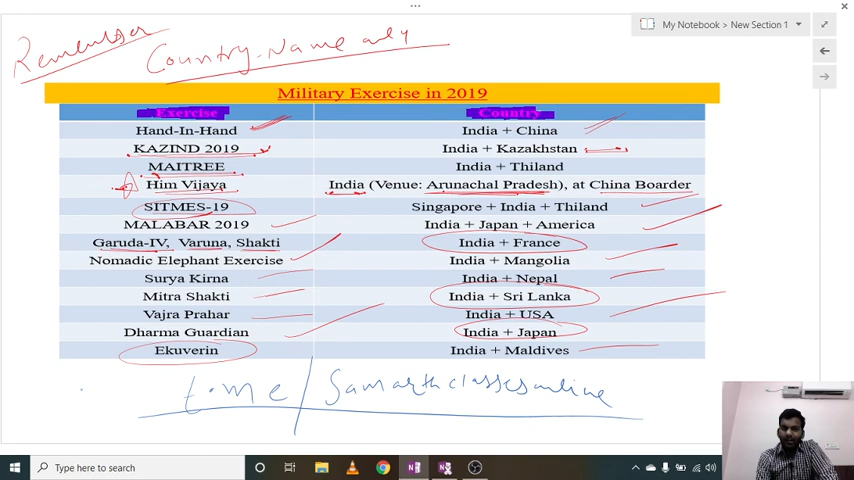 My Notebook > New Section 1
Remember
Country Name only
Military Exercise in 2019
Exercise Country
Hand-In-Hand India + China
KAZIND 2019 India + Kazakhstan
MAITREE India + Thiland
Him Vijaya India (Venue: Arunachal Pradesh), at China Boarder
SITMES-19 Singapore + India + Thiland
MALABAR 2019 India + Japan + America
Garuda-IV, Varuna, Shakti India + France
Nomadic Elephant Exercise India + Mangolia
Surya Kirna India + Nepal
Mitra Shakti India + Sri Lanka
Vajra Prahar India + USA
Dharma Guardian India + Japan
Ekuverin India + Maldives
t.me/Samarthclassesonline
Type here to search